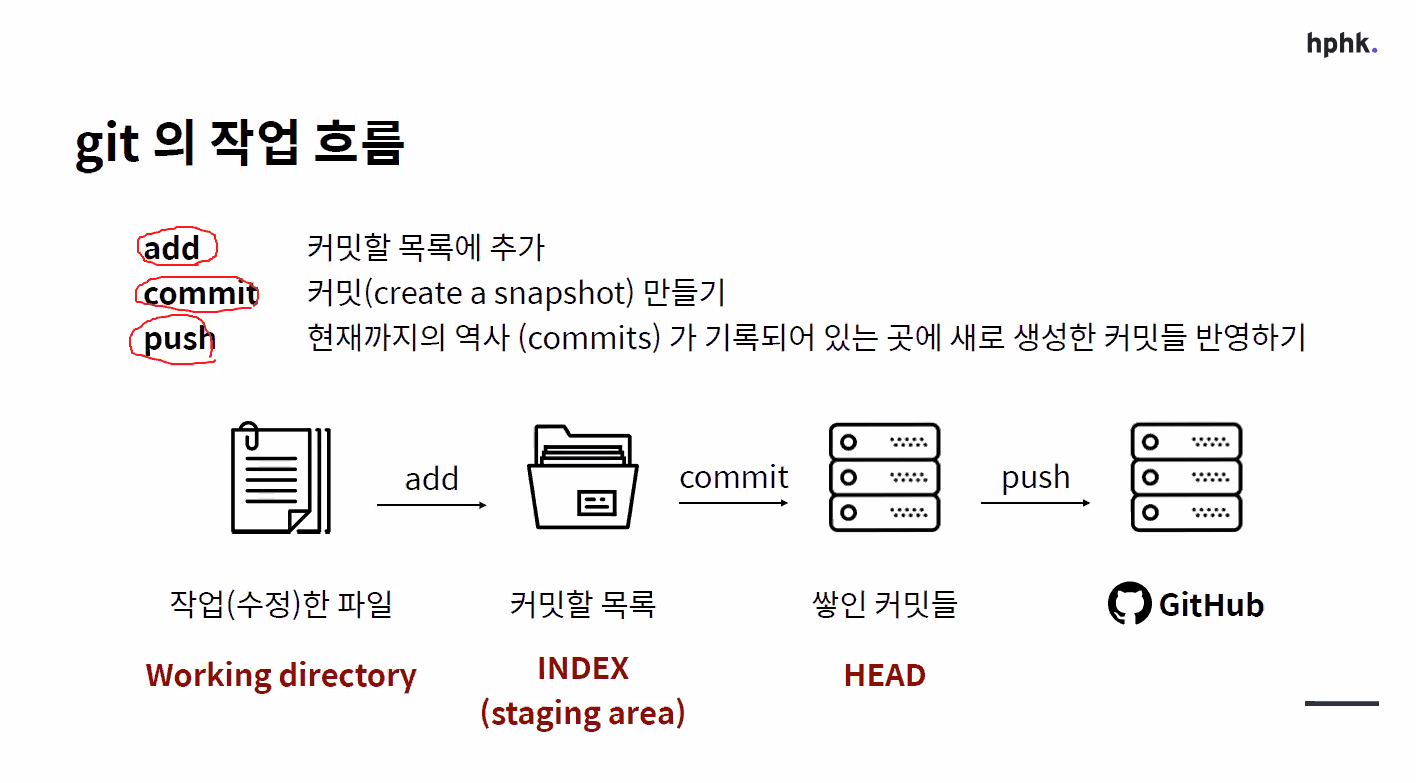 hphk.
git 의 작업 흐름
add 커밋할 목록에 추가
commit 커밋(create a snapshot) 만들기
push 현재까지의 역사 (commits) 가 기록되어 있는 곳에 새로 생성한 커밋들 반영하기
add commit push
작업(수정)한 파일 커밋할 목록 쌓인 커밋들 GitHub
Working directory INDEX HEAD
(staging area)